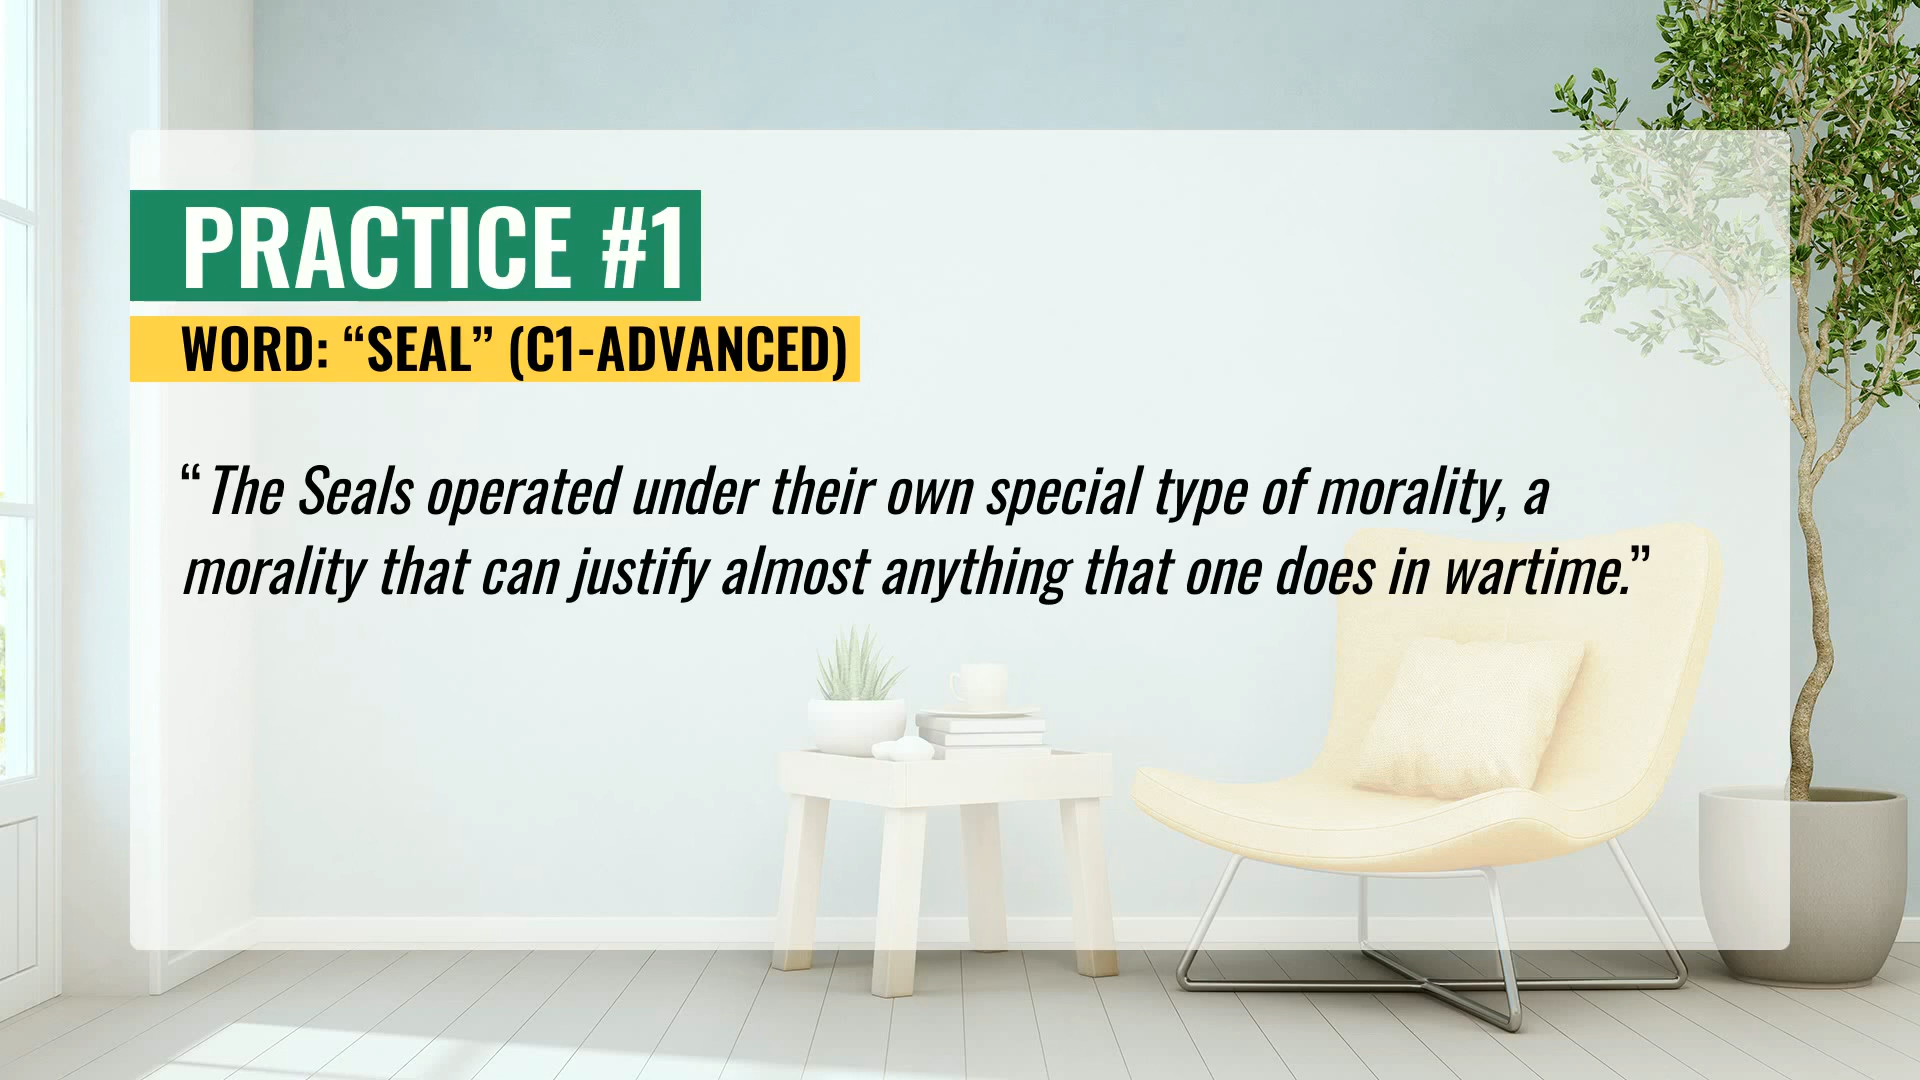 PRACTICE #1
WORD: “SEAL” (C1-ADVANCED)
“The Seals operated under their own special type of morality, a
morality that can justify almost anything that one does in wartime.”